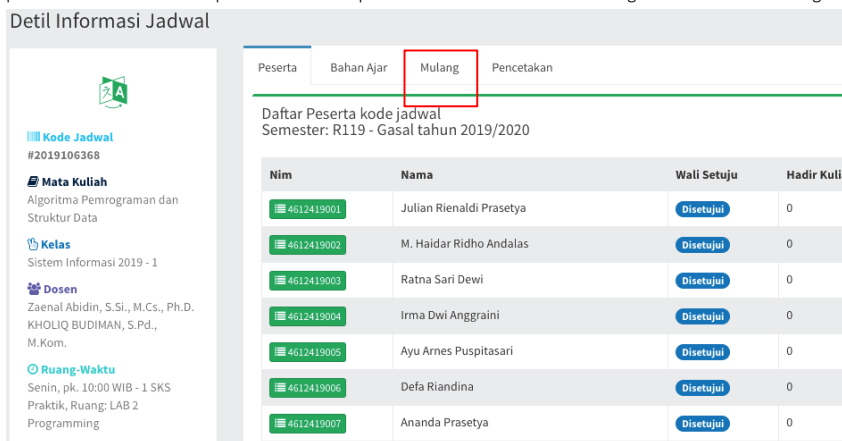 Detil Informasi Jadwal
Kode Jadwal
#2019106368
Mata Kuliah
Algoritma Pemrograman dan
Struktur Data
Kelas
Sistem Informasi 2019 - 1
Dosen
Zaenal Abidin, S.Si., M.Cs., Ph.D.
KHOLIQ BUDIMAN, S.Pd.,
M.Kom.
Ruang-Waktu
Senin, pk. 10:00 WIB - 1 SKS
Praktik, Ruang: LAB 2
Programming
Peserta Bahan Ajar Mulang Pencetakan
Daftar Peserta kode jadwal
Semester: R119 - Gasal tahun 2019/2020
Nim Nama Wali Setuju Hadir Kuli
4612419001 Julian Rienaldi Prasetya Disetujui 0
4612419002 M. Haidar Ridho Andalas Disetujui 0
4612419003 Ratna Sari Dewi Disetujui 0
4612419004 Irma Dwi Anggraini Disetujui 0
4612419005 Ayu Arnes Puspitasari Disetujui 0
4612419006 Defa Riandina Disetujui 0
4612419007 Ananda Prasetya Disetujui 0